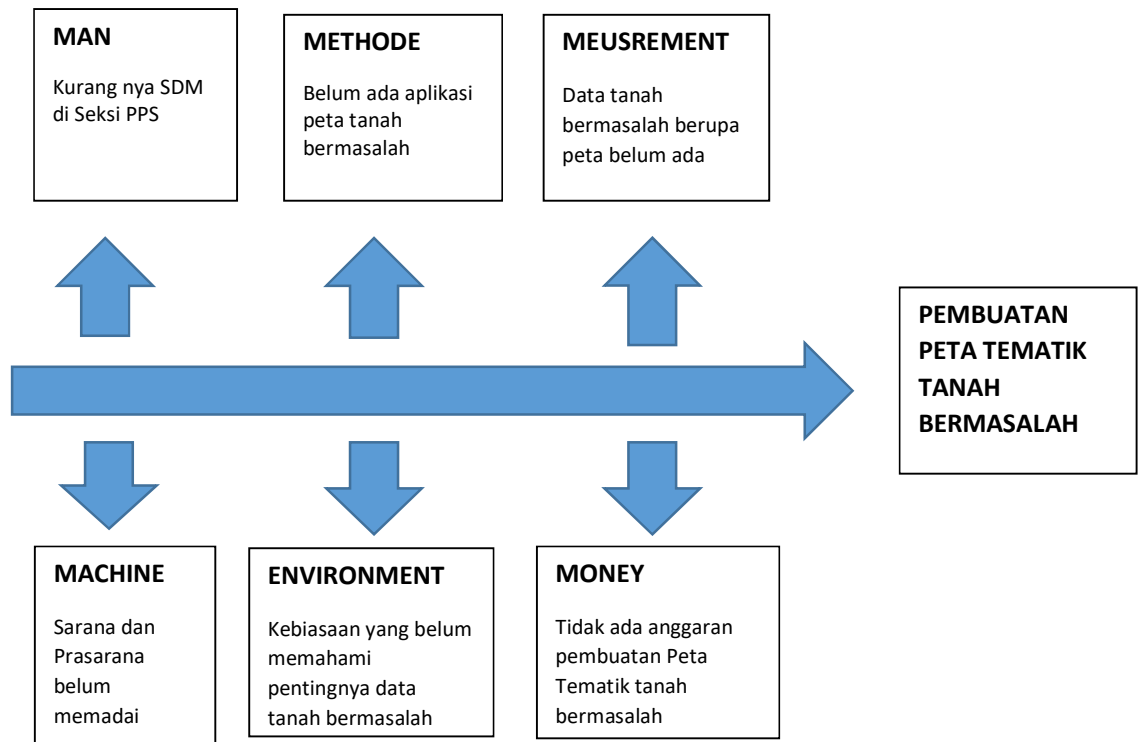 MAN
Kurang nya SDM
di Seksi PPS
METHODE
Belum ada aplikasi
peta tanah
bermasalah
MEUSREMENT
Data tanah
bermasalah berupa
peta belum ada
PEMBUATAN
PETA TEMATIK
TANAH
BERMASALAH
MACHINE
Sarana dan
Prasarana
belum
memadai
ENVIRONMENT
Kebiasaan yang belum
memahami
pentingnya data
tanah bermasalah
MONEY
Tidak ada anggaran
pembuatan Peta
Tematik tanah
bermasalah